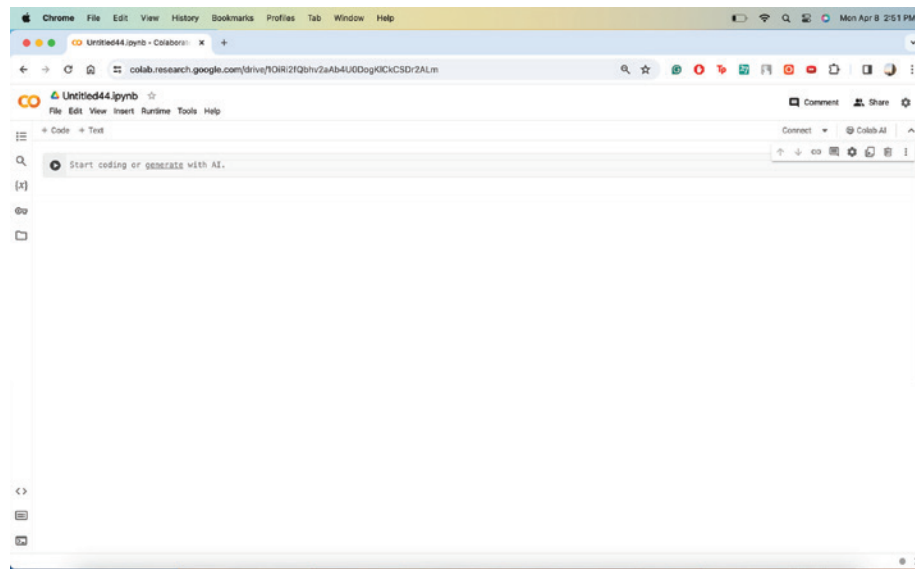 Chrome File Edit View History Bookmarks Profiles Tab Window Help Mon Apr 8 2:51 PM
Untitled44.ipynb - Colaborat
colab.research.google.com/drive/
Untitled44.ipynb
File Edit View Insert Runtime Tools Help Comment Share
+ Code + Text Connect Colab AI
Start coding or generate with AI.
{x}